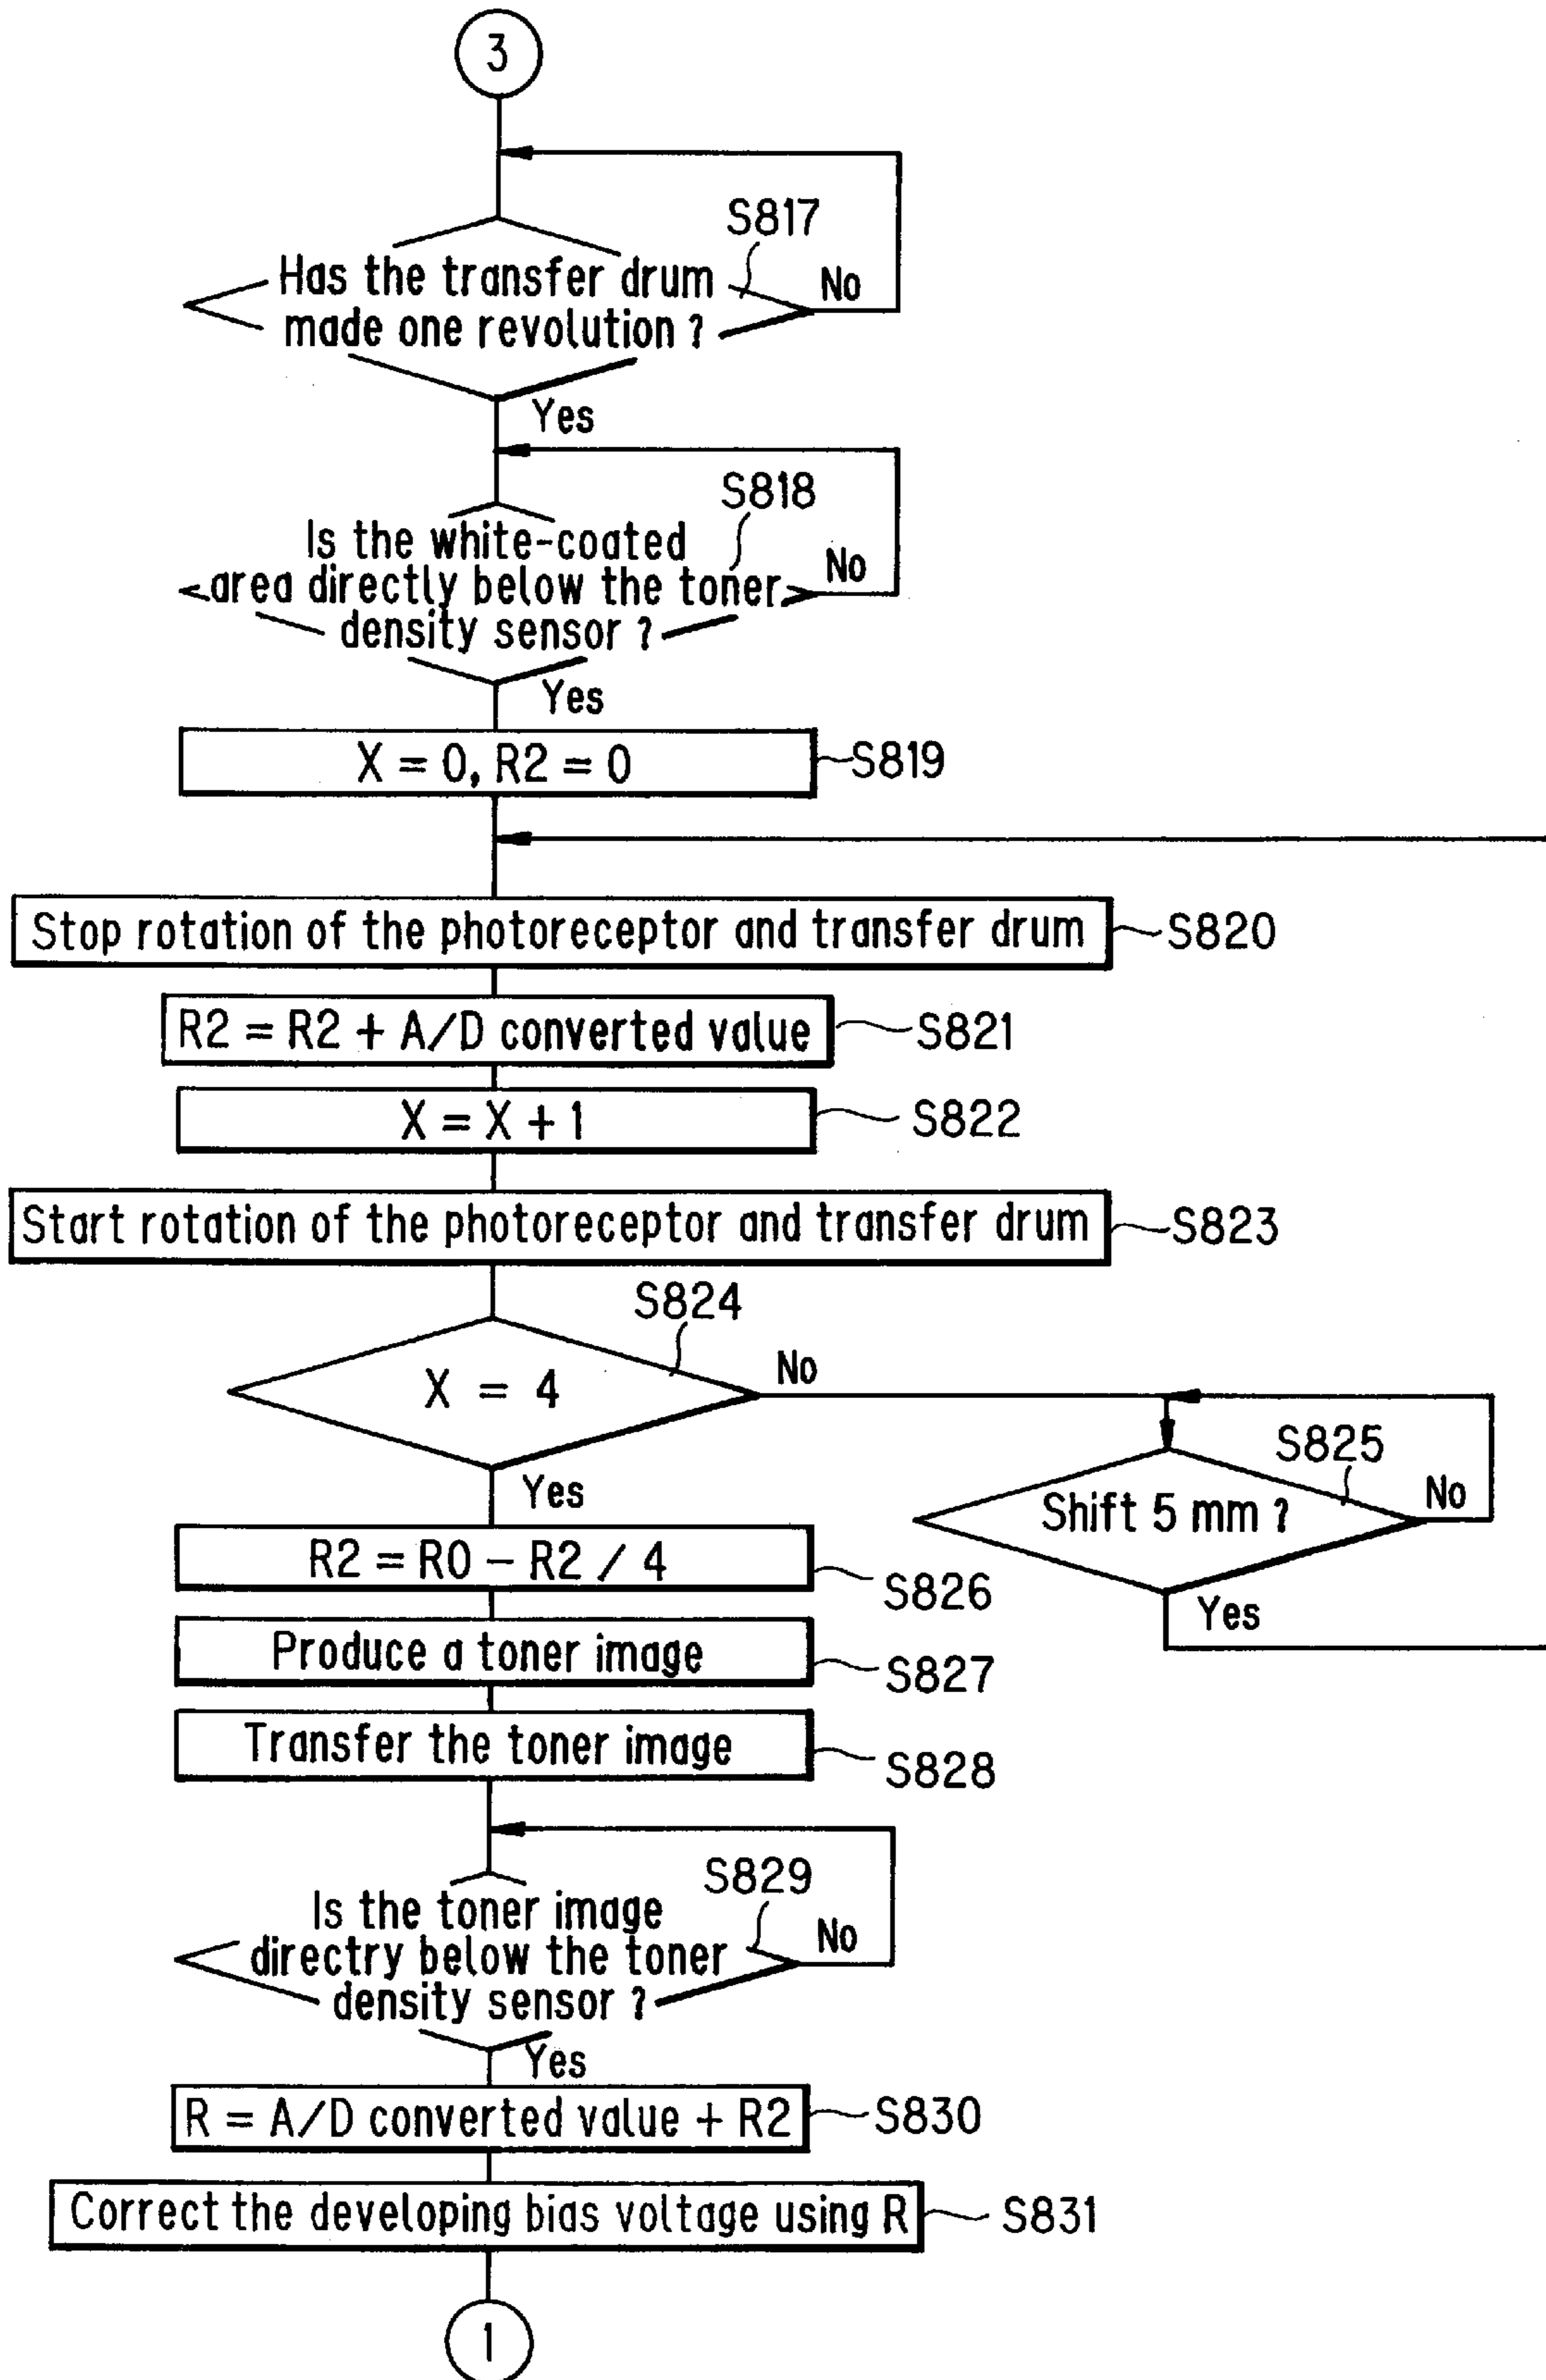 3
S817
Has the transfer drum
made one revolution ?
No
Yes
S818
Is the white-coated
area directly below the toner
density sensor ?
No
Yes
X = 0, R2 = 0
S819
Stop rotation of the photoreceptor and transfer drum
S820
R2 = R2 + A/D converted value
S821
X = X + 1
S822
Start rotation of the photoreceptor and transfer drum
S823
S824
X = 4
No
Yes
S825
Shift 5 mm ?
No
Yes
R2 = R0 − R2 / 4
S826
Produce a toner image
S827
Transfer the toner image
S828
S829
Is the toner image
directry below the toner
density sensor ?
No
Yes
R = A/D converted value + R2
S830
Correct the developing bias voltage using R
S831
1